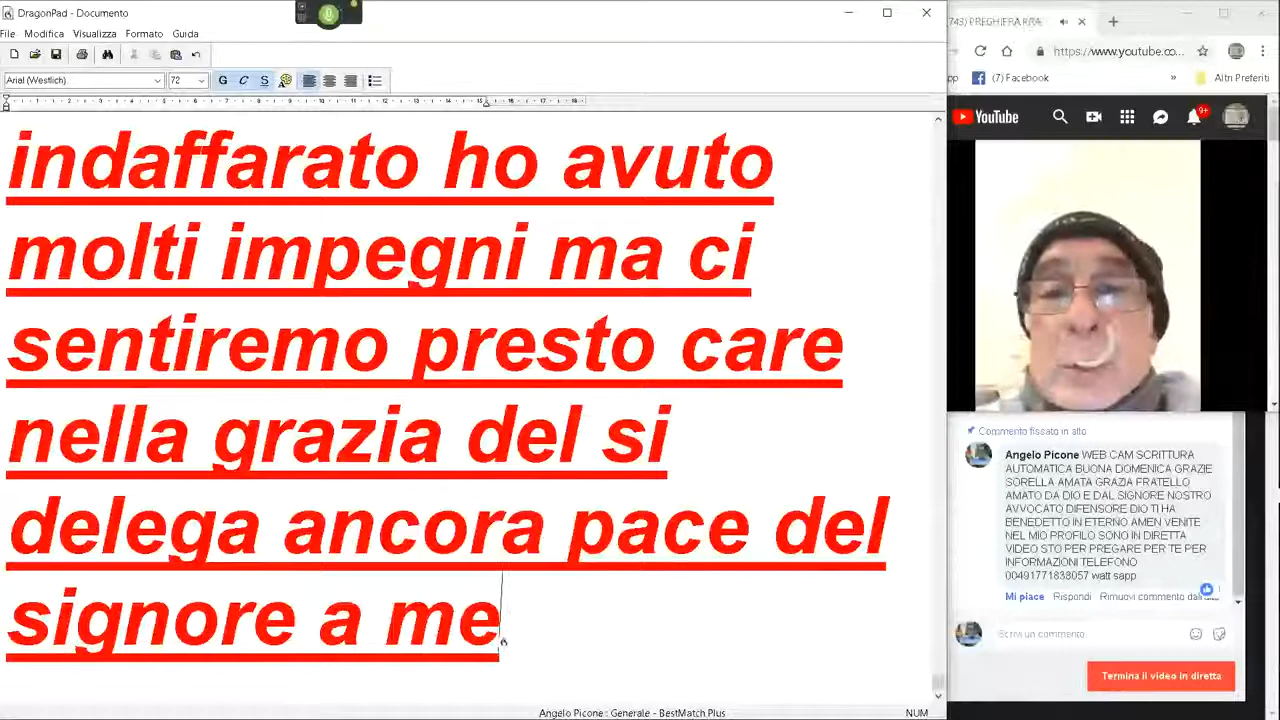 DragonPad - Documento
File Modifica Visualizza Formato Guida
Arial (Westlich) 72 G C S
indaffarato ho avuto
molti impegni ma ci
sentiremo presto care
nella grazia del si
delega ancora pace del
signore a me
Angelo Picone : Generale - BestMatch Plus NUM
743) PREGHIERA
https://www.youtube.co...
(7) Facebook » Altri Preferiti
YouTube 9+
Commento fissato in alto
Angelo Picone WEB CAM SCRITTURA
AUTOMATICA BUONA DOMENICA GRAZIE
SORELLA AMATA GRAZIA FRATELLO
AMATO DA DIO E DAL SIGNORE NOSTRO
AVVOCATO DIFENSORE DIO TI HA
BENEDETTO IN ETERNO AMEN VENITE
NEL MIO PROFILO SONO IN DIRETTA
VIDEO STO PER PREGARE PER TE PER
INFORMAZIONI TELEFONO
00491771838057 watt sapp
1
Mi piace Rispondi Rimuovi commento
Scrivi un commento
Termina il video in diretta